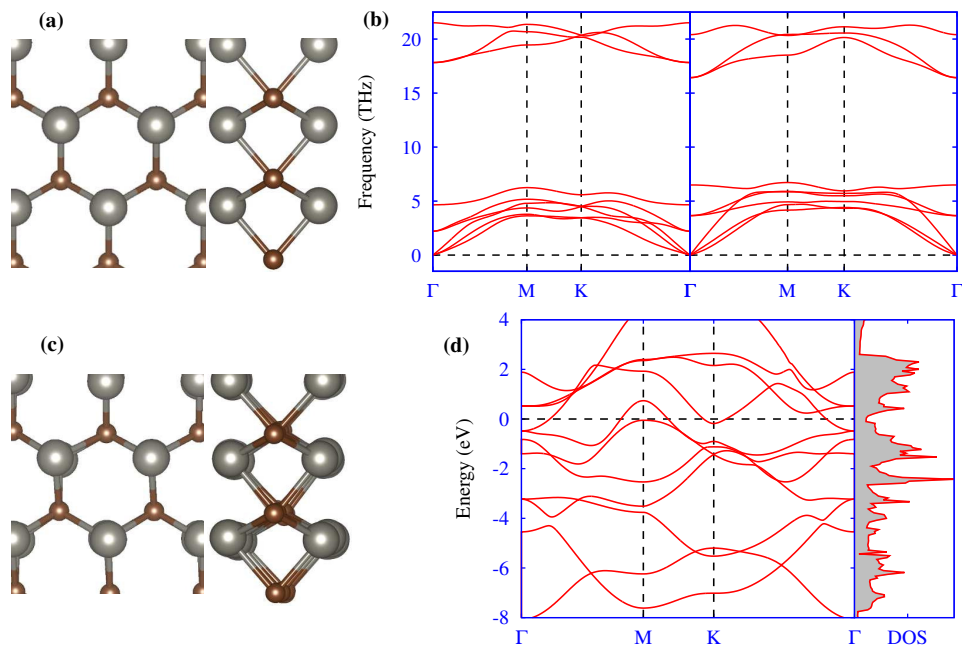 (a)
(b)
Frequency (THz)
20
15
10
5
0
Γ
M
K
Γ
M
K
Γ
(c)
(d)
Energy (eV)
4
2
0
-2
-4
-6
-8
Γ
M
K
Γ
DOS